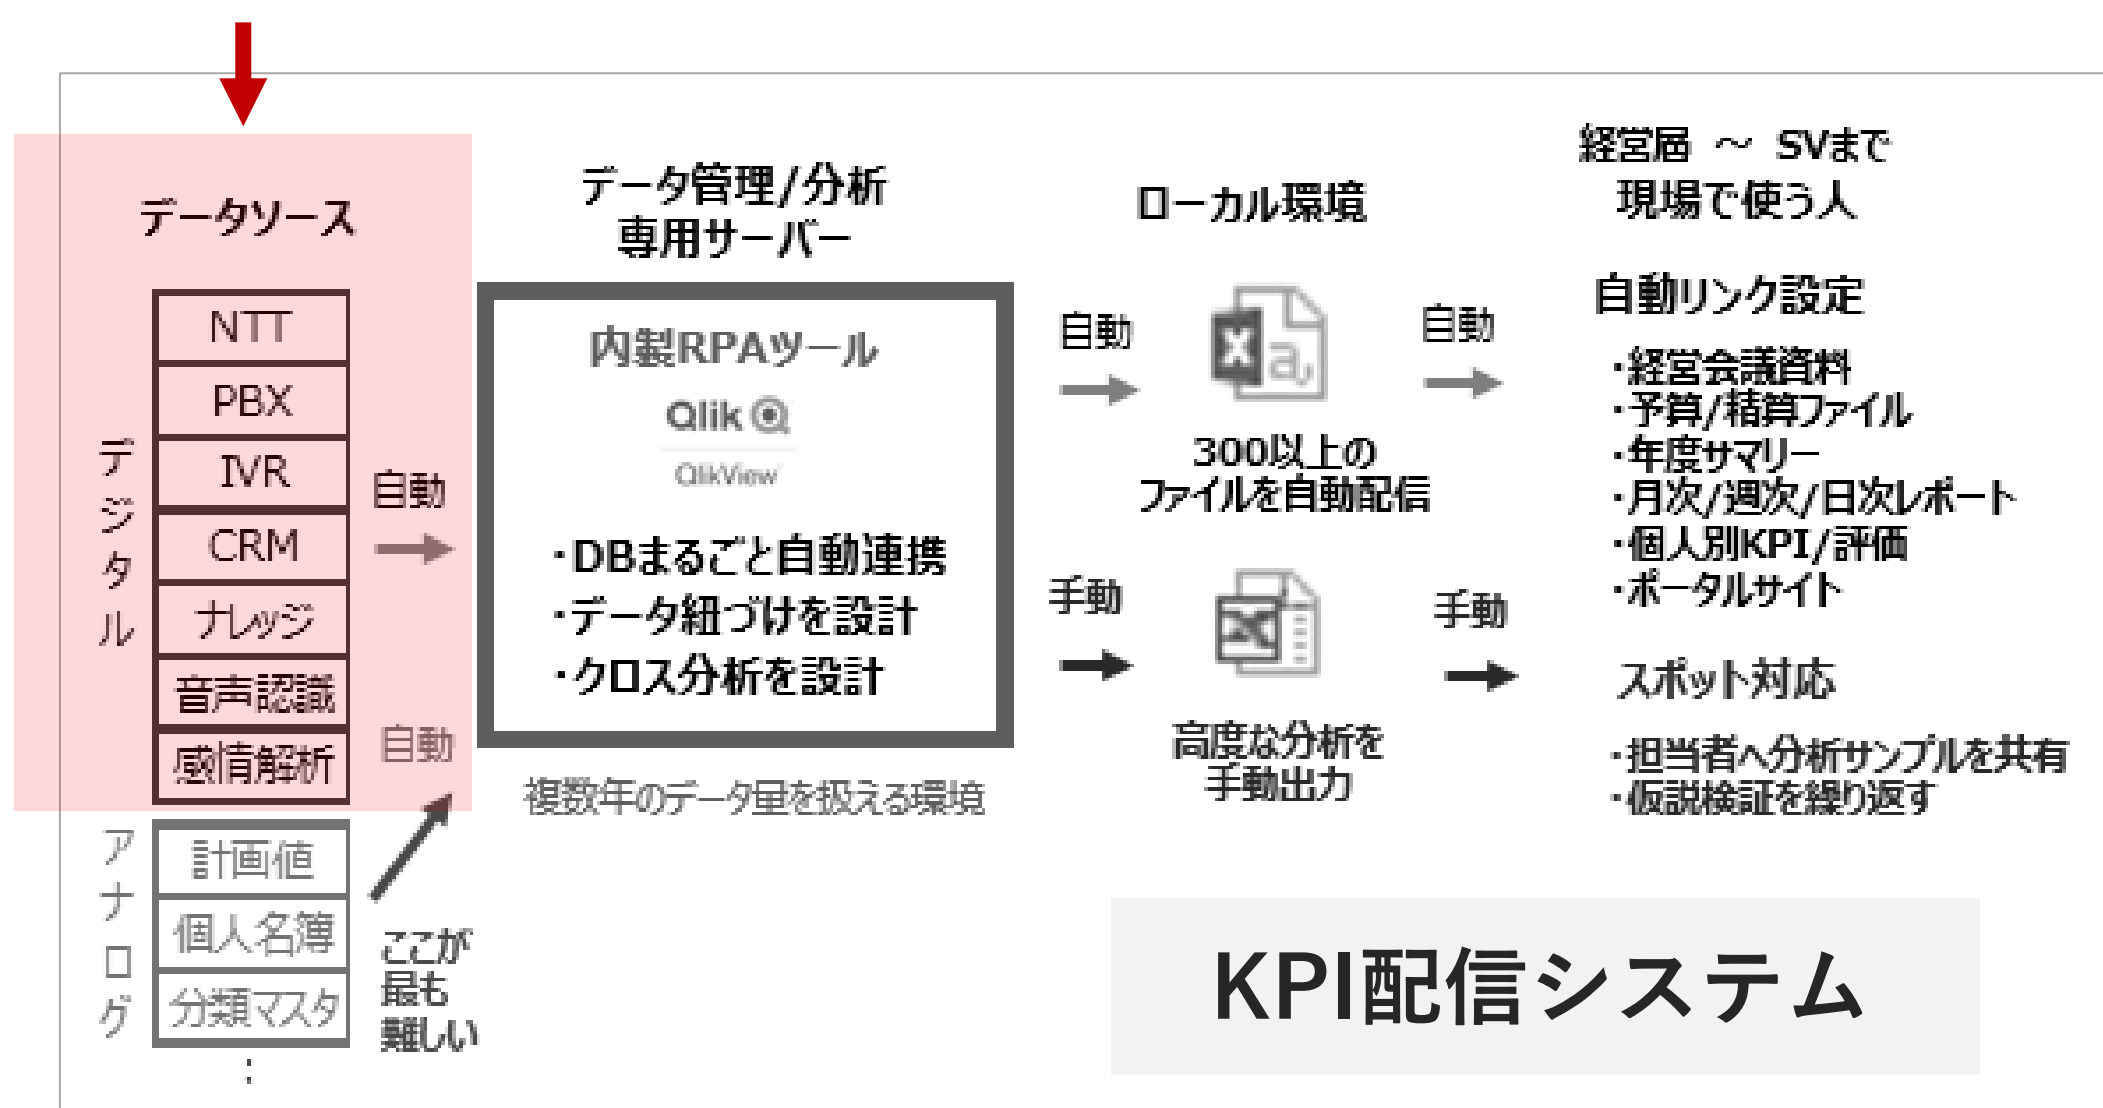 データソース
デジタル
NTT
PBX
IVR
CRM
ナレッジ
音声認識
感情解析
自動
アナログ
計画値
個人名簿
分類マスタ
:
自動
ここが
最も
難しい
データ管理/分析
専用サーバー
内製RPAツール
Qlik
QlikView
・DBまるごと自動連携
・データ紐づけを設計
・クロス分析を設計
複数年のデータ量を扱える環境
自動
手動
ローカル環境
X a,
300以上の
ファイルを自動配信
X
高度な分析を
手動出力
自動
手動
経営層 ～ SVまで
現場で使う人
自動リンク設定
・経営会議資料
・予算/精算ファイル
・年度サマリー
・月次/週次/日次レポート
・個人別KPI/評価
・ポータルサイト
スポット対応
・担当者へ分析サンプルを共有
・仮説検証を繰り返す
KPI配信システム